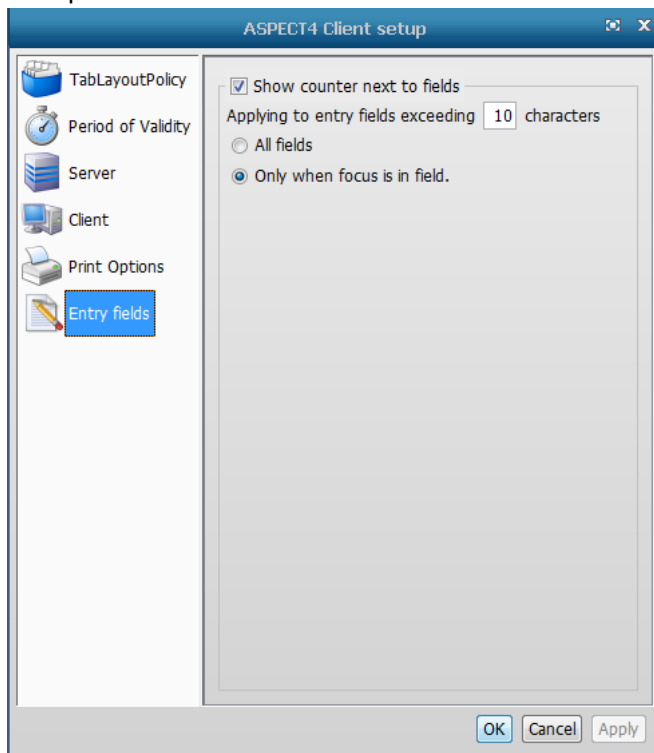 ASPECT4 Client setup
TabLayoutPolicy
Period of Validity
Server
Client
Print Options
Entry fields
Show counter next to fields
Applying to entry fields exceeding 10 characters
All fields
Only when focus is in field.
OK Cancel Apply